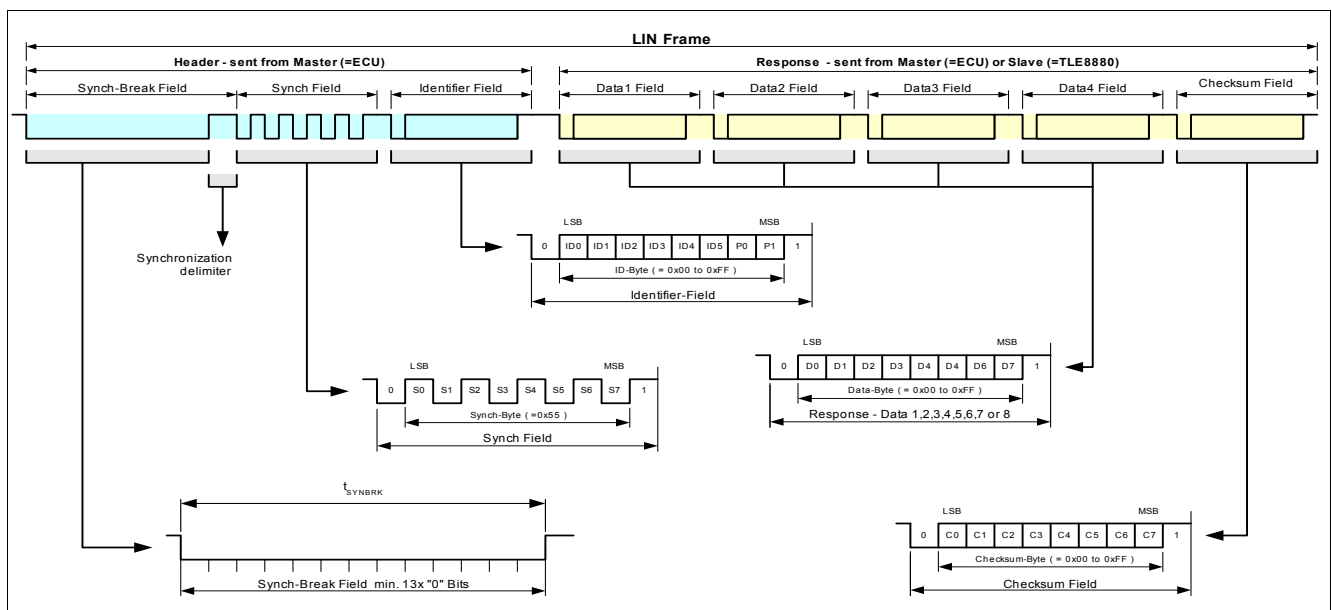 LIN Frame
Header - sent from Master (=ECU)
Response - sent from Master (=ECU) or Slave (=TLE8880)
Synch-Break Field
Synch Field
Identifier Field
Data1 Field
Data2 Field
Data3 Field
Data4 Field
Checksum Field
Synchronization
delimiter
LSB
MSB
0 ID0 ID1 ID2 ID3 ID4 ID5 P0 P1 1
ID-Byte ( = 0x00 to 0xFF )
Identifier-Field
LSB
MSB
0 S0 S1 S2 S3 S4 S5 S6 S7 1
Synch-Byte ( =0x55 )
Synch Field
LSB
MSB
0 D0 D1 D2 D3 D4 D4 D6 D7 1
Data-Byte ( = 0x00 to 0xFF )
Response - Data 1,2,3,4,5,6,7 or 8
tSYNBRK
Synch-Break Field min. 13x "0" Bits
LSB
MSB
0 C0 C1 C2 C3 C4 C5 C6 C7 1
Checksum-Byte ( = 0x00 to 0xFF )
Checksum Field